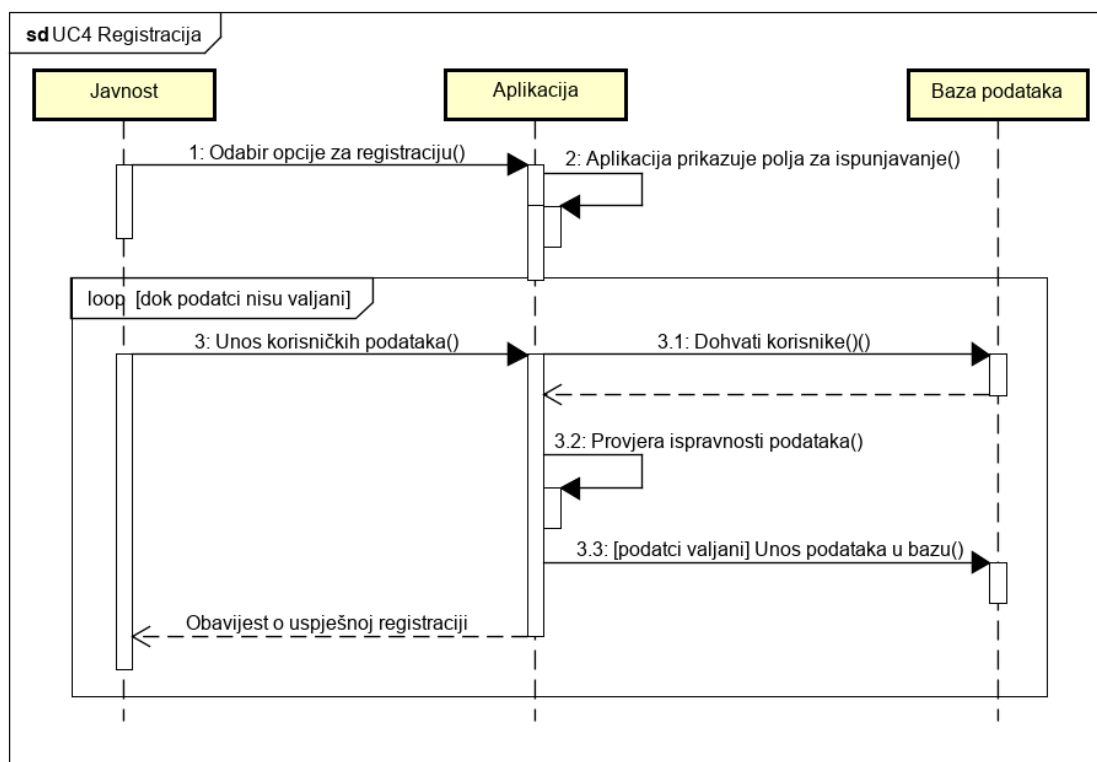 sd UC4 Registracija
Javnost
Aplikacija
Baza podataka
1: Odabir opcije za registraciju()
2: Aplikacija prikazuje polja za ispunjavanje()
loop [dok podatci nisu valjani]
3: Unos korisničkih podataka()
3.1: Dohvati korisnike()()
3.2: Provjera ispravnosti podataka()
3.3: [podatci valjani] Unos podataka u bazu()
Obavijest o uspješnoj registraciji